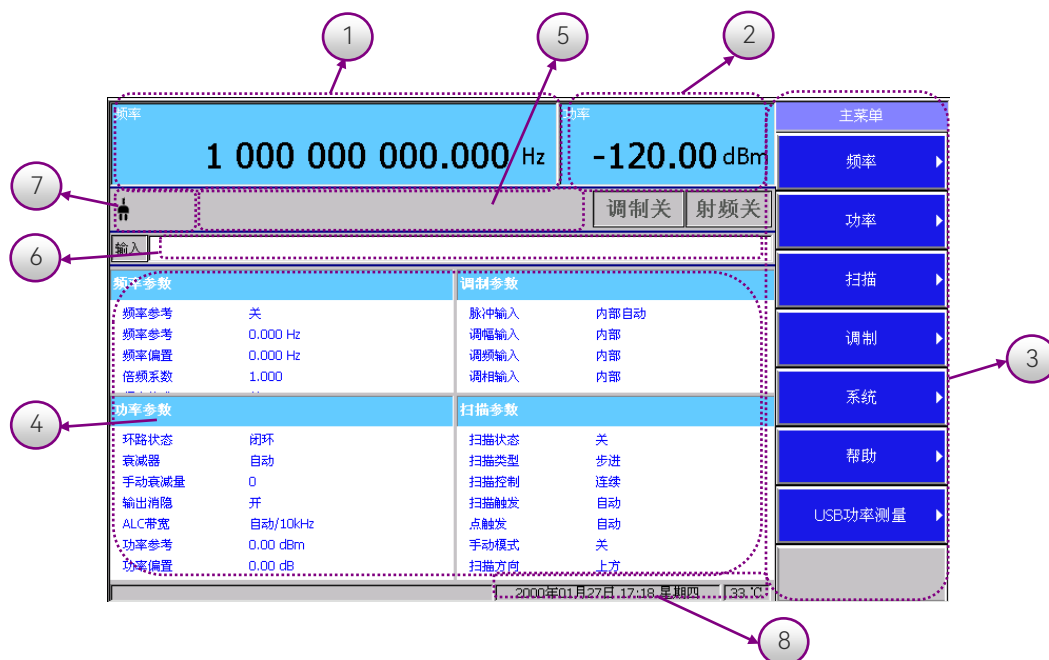 1
5
2
频率
1 000 000 000.000 Hz
功率
-120.00 dBm
主菜单
频率
功率
扫描
调制
系统
帮助
USB功率测量
7
调制关
射频关
6
输入
频率参数
频率参考 关
频率参考 0.000 Hz
频率偏置 0.000 Hz
倍频系数 1.000
调制参数
脉冲输入 内部自动
调幅输入 内部
调频输入 内部
调相输入 内部
3
4
功率参数
环路状态 闭环
衰减器 自动
手动衰减量 0
输出消隐 开
ALC带宽 自动/10kHz
功率参考 0.00 dBm
功率偏置 0.00 dB
扫描参数
扫描状态 关
扫描类型 步进
扫描控制 连续
扫描触发 自动
点触发 自动
手动模式 关
扫描方向 上方
2000年01月27日 17:18 星期四
33 ℃
8